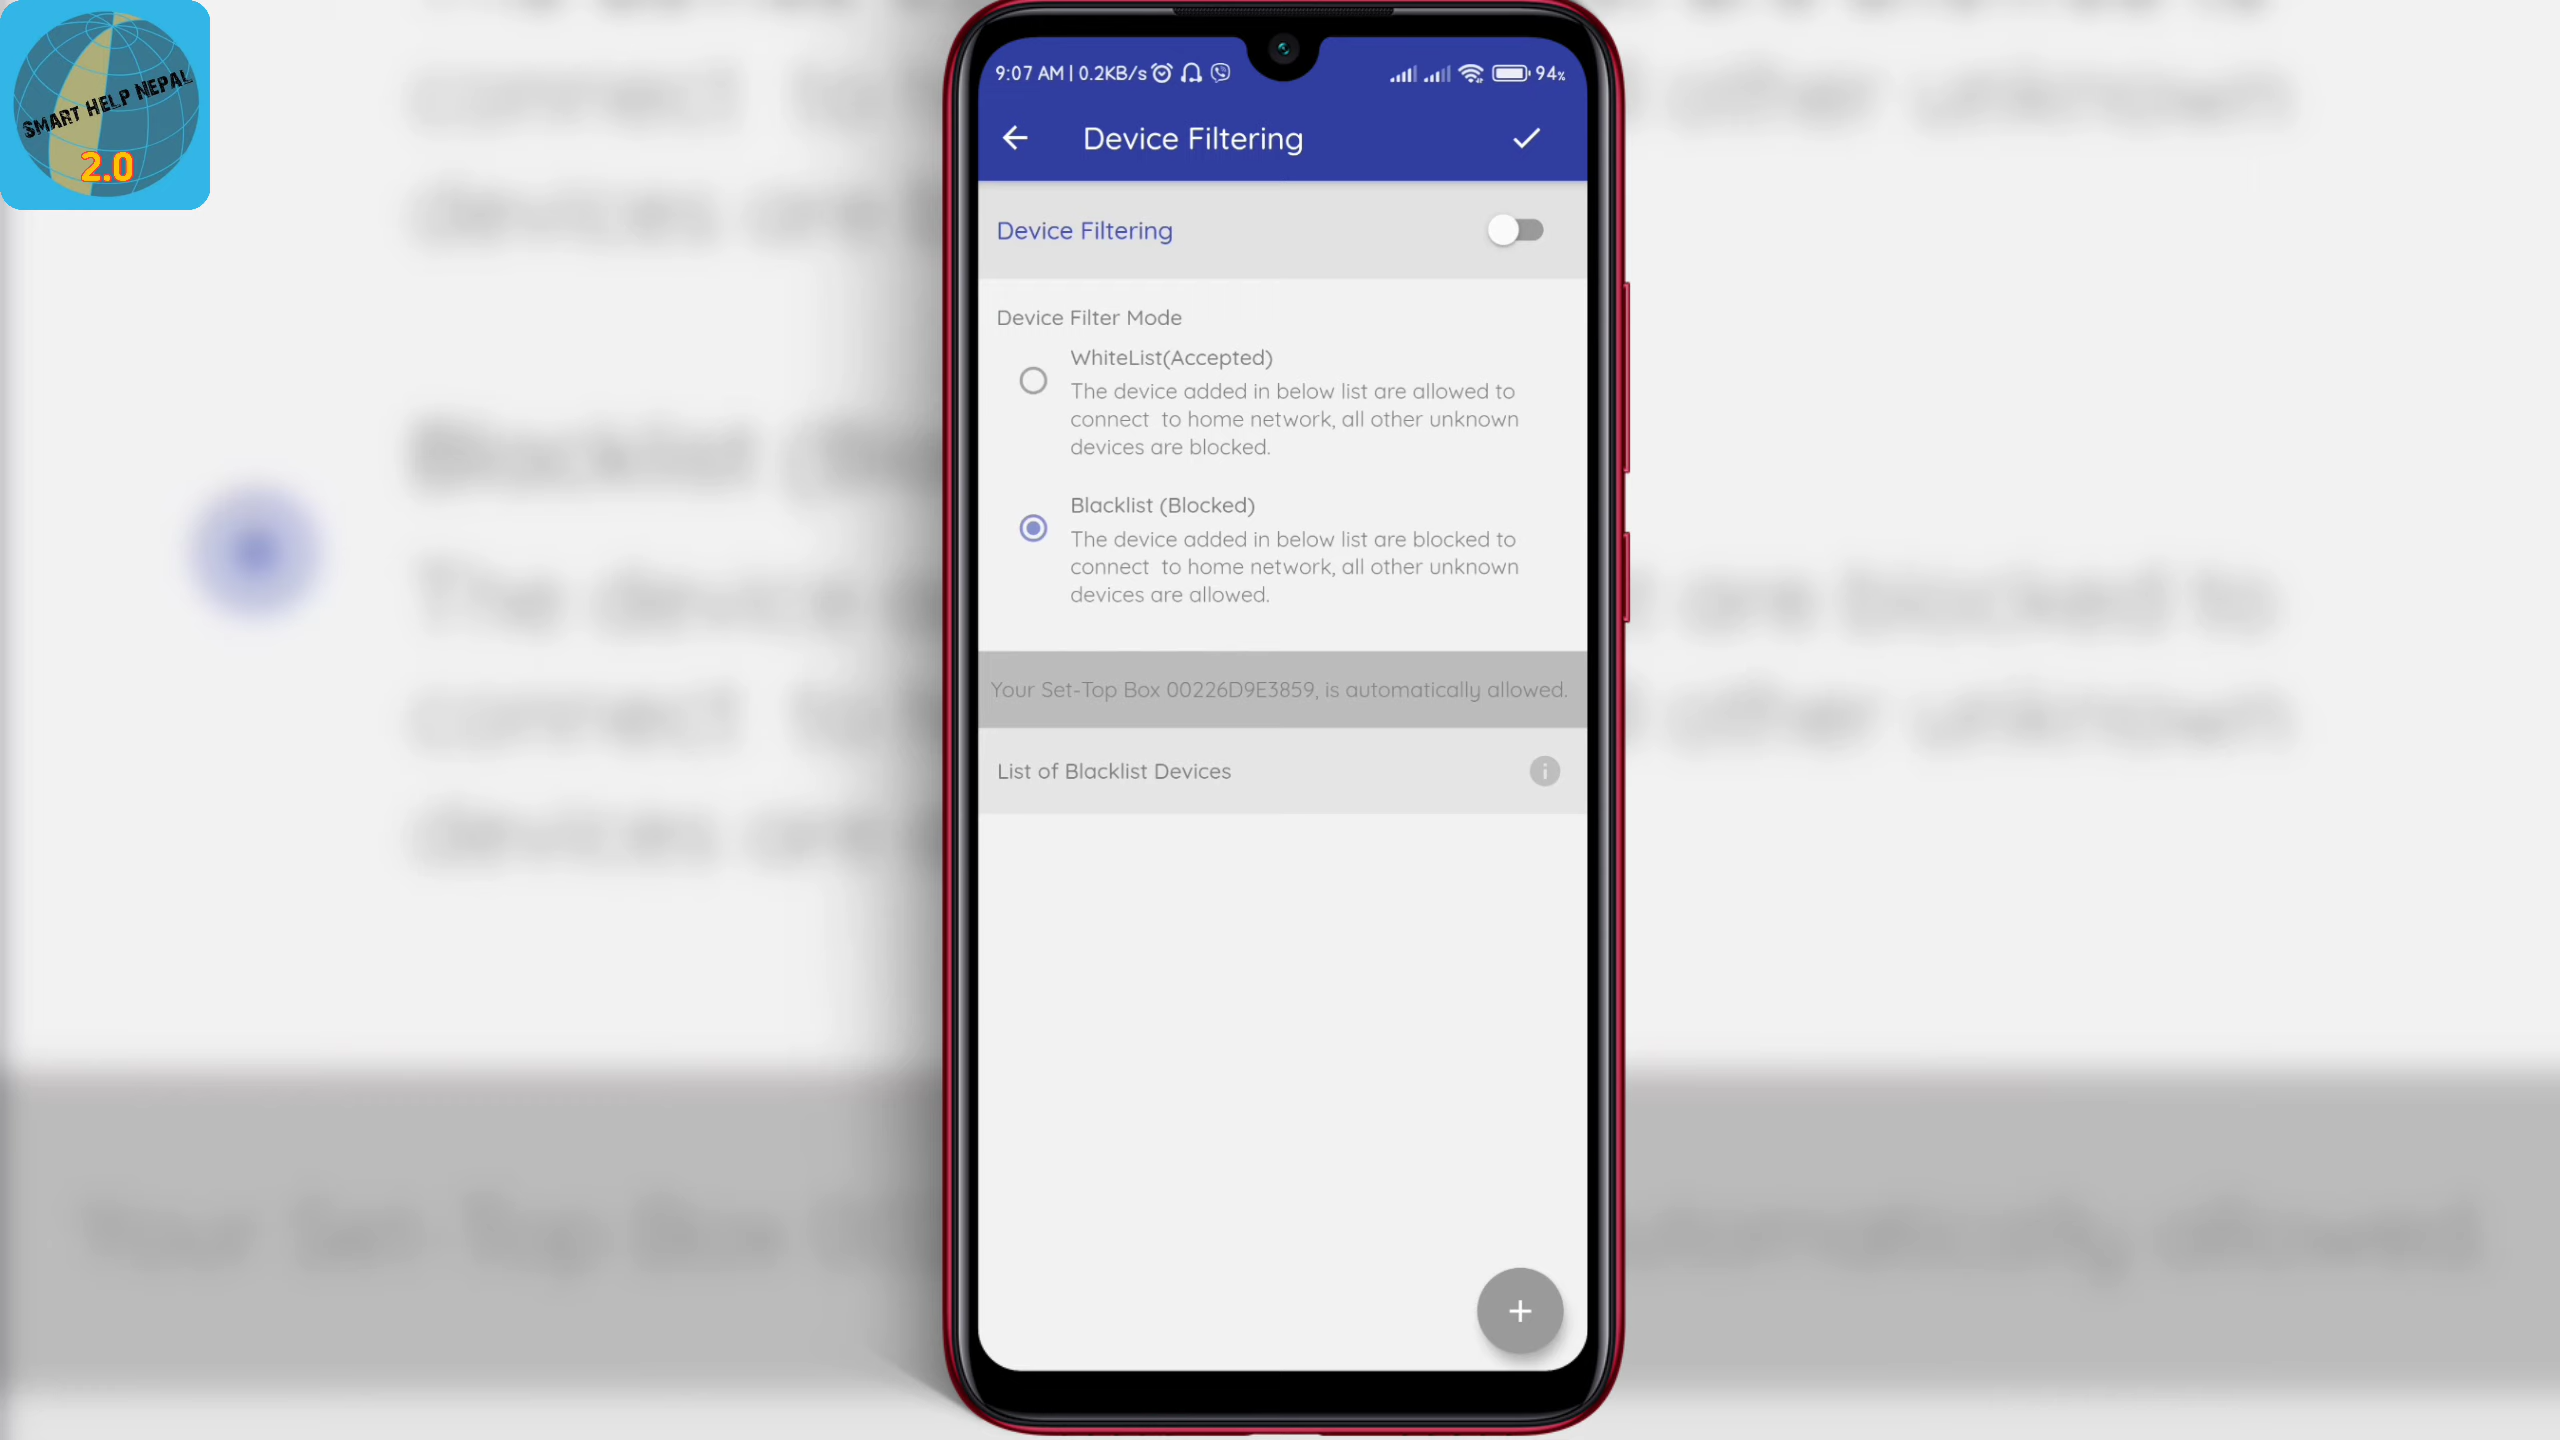 SMART HELP NEPAL
2.0
9:07 AM | 0.2KB/s
94%
Device Filtering
Device Filtering
Device Filter Mode
WhiteList(Accepted)
The device added in below list are allowed to
connect  to home network, all other unknown
devices are blocked.
Blacklist (Blocked)
The device added in below list are blocked to
connect  to home network, all other unknown
devices are allowed.
Your Set-Top Box 00226D9E3859, is automatically allowed.
List of Blacklist Devices